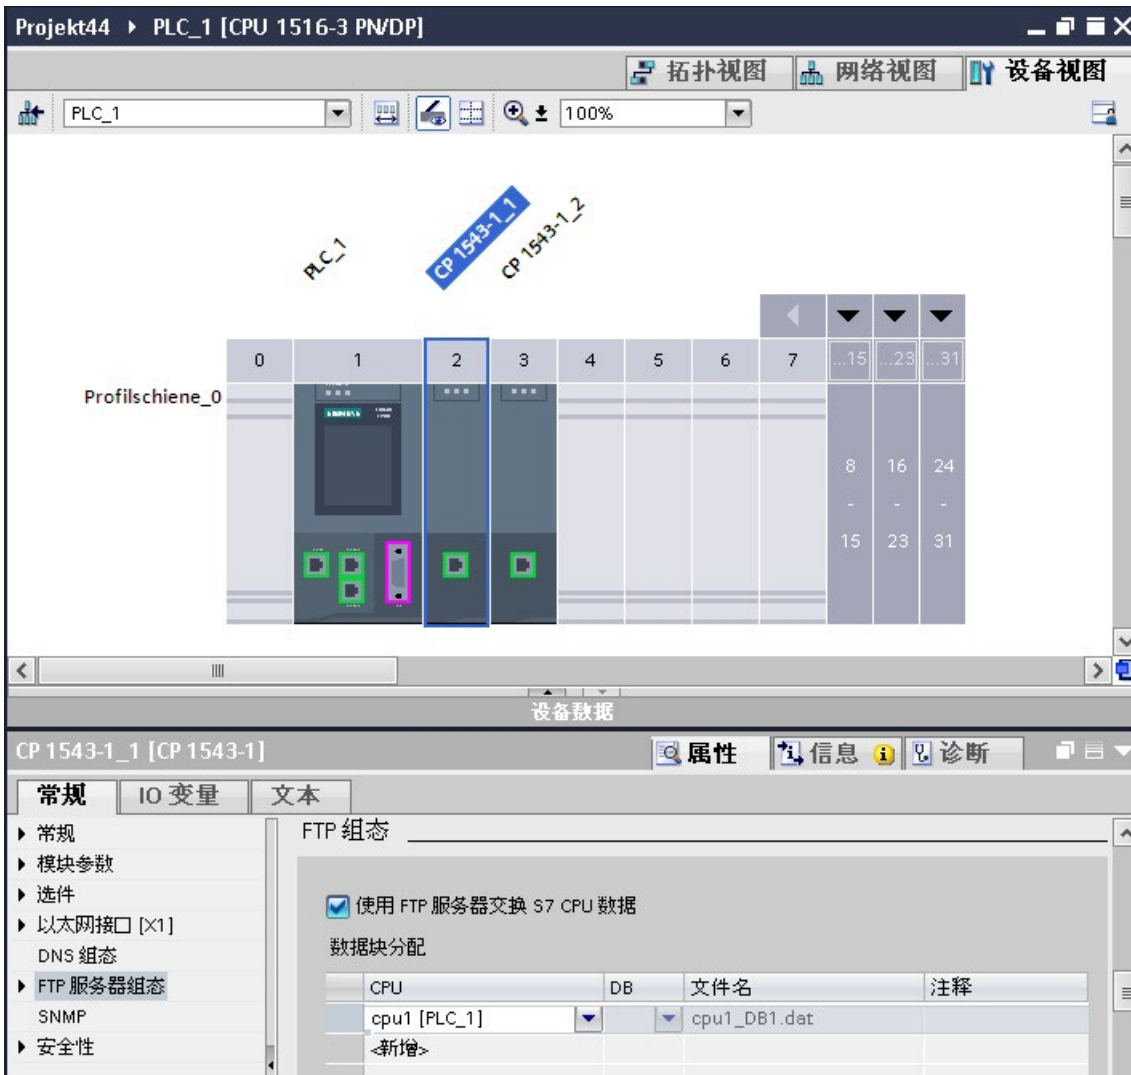 Projekt44 ▸ PLC_1 [CPU 1516-3 PN/DP]
拓扑视图 网络视图 设备视图
PLC_1 100%
PLC_1 CP 1543-1_1 CP 1543-1_2
0 1 2 3 4 5 6 7 ...15 ...23 ...31
Profilschiene_0
SIEMENS
8 16 24
- - -
15 23 31
设备数据
CP 1543-1_1 [CP 1543-1] 属性 信息 诊断
常规 IO 变量 文本
常规
模块参数
选件
以太网接口 [X1]
DNS 组态
FTP 服务器组态
SNMP
安全性
FTP 组态
使用 FTP 服务器交换 S7 CPU 数据
数据块分配
CPU DB 文件名 注释
cpu1 [PLC_1] cpu1_DB1.dat
<新增>